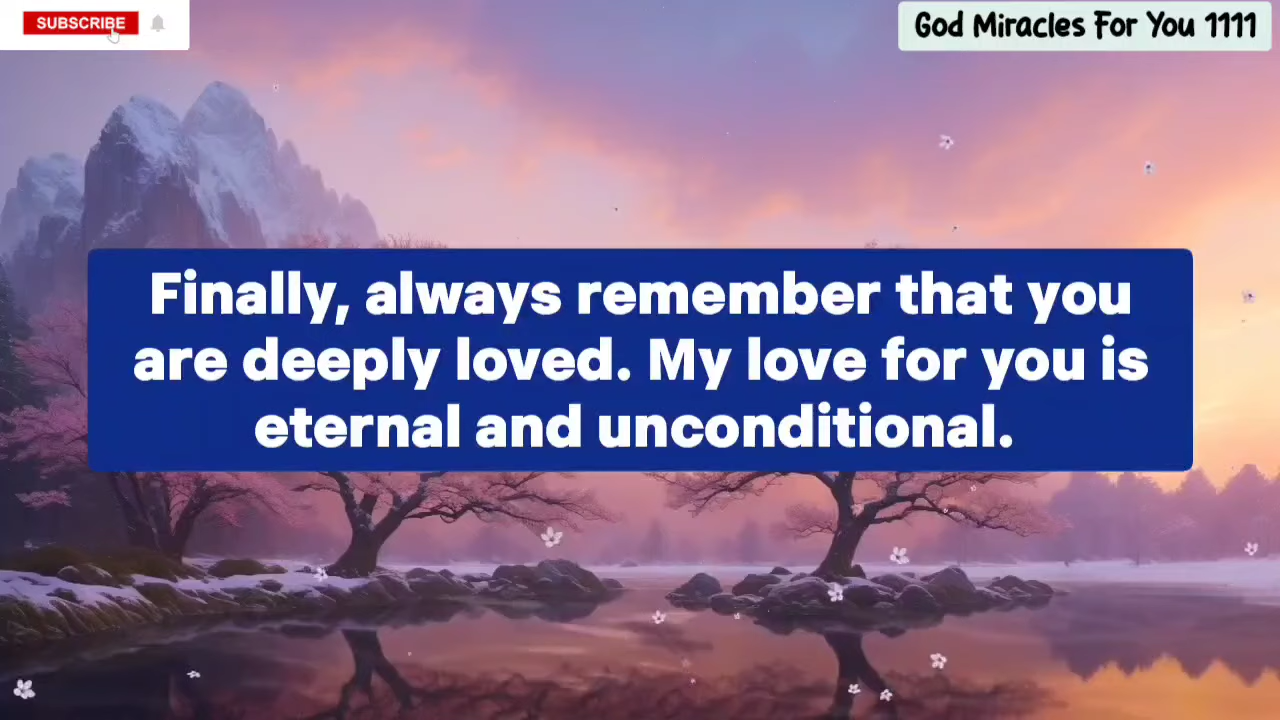 SUBSCRIBE
God Miracles For You 1111
Finally, always remember that you
are deeply loved. My love for you is
eternal and unconditional.